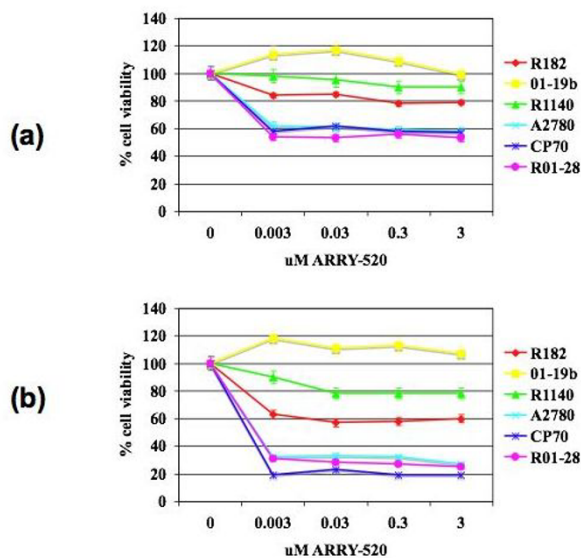 (a)
% cell viability
140
120
100
80
60
40
20
0
0 0.003 0.03 0.3 3
uM ARRY-520
R182
01-19b
R1140
A2780
CP70
R01-28
(b)
% cell viability
140
120
100
80
60
40
20
0
0 0.003 0.03 0.3 3
uM ARRY-520
R182
01-19b
R1140
A2780
CP70
R01-28